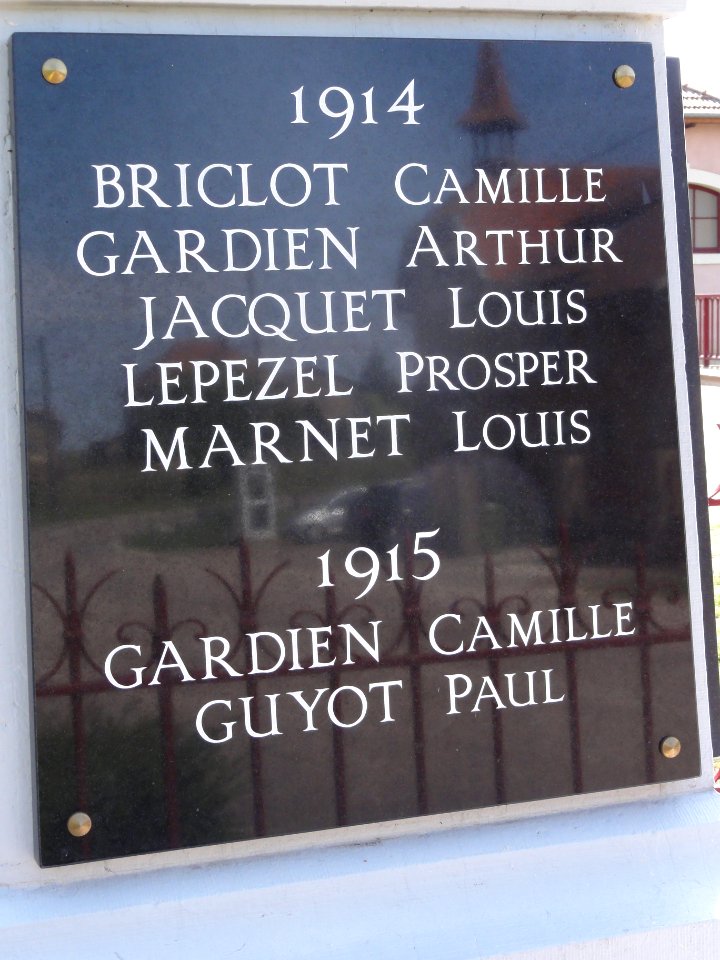 1914
BRICLOT CAMILLE
GARDIEN ARTHUR
JACQUET LOUIS
LEPEZEL PROSPER
MARNET LOUIS
1915
GARDIEN CAMILLE
GUYOT PAUL